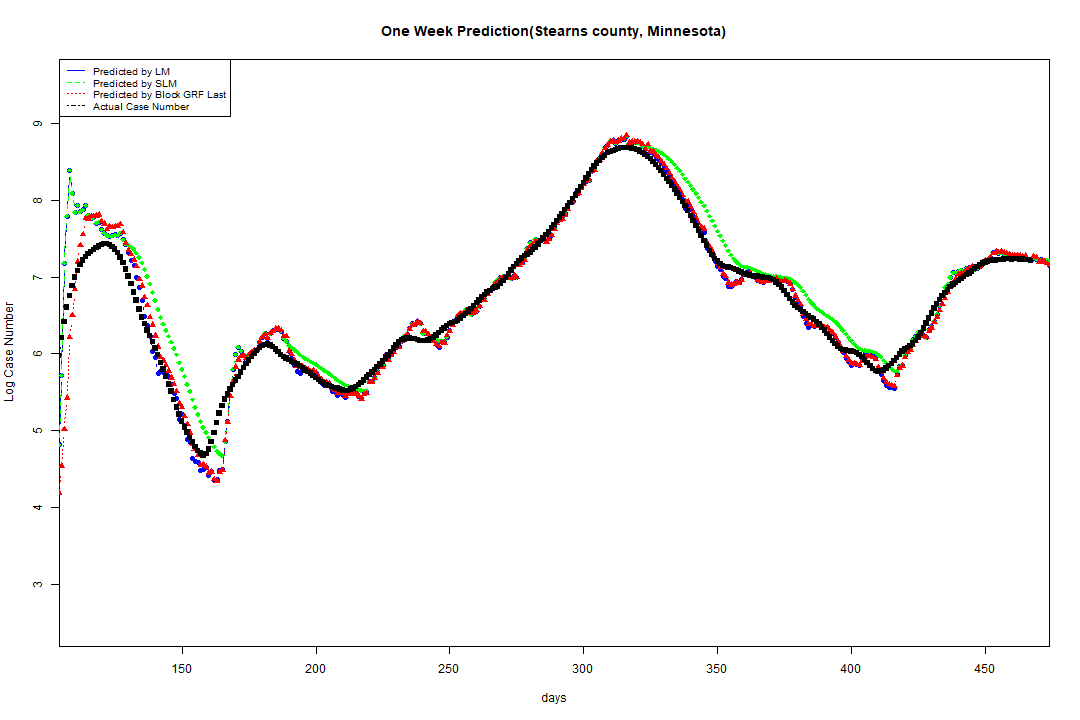 One Week Prediction(Stearns county, Minnesota)
Predicted by LM
Predicted by SLM
Predicted by Block GRF Last
Actual Case Number
Log Case Number
9
8
7
6
5
4
3
150 200 250 300 350 400 450
days